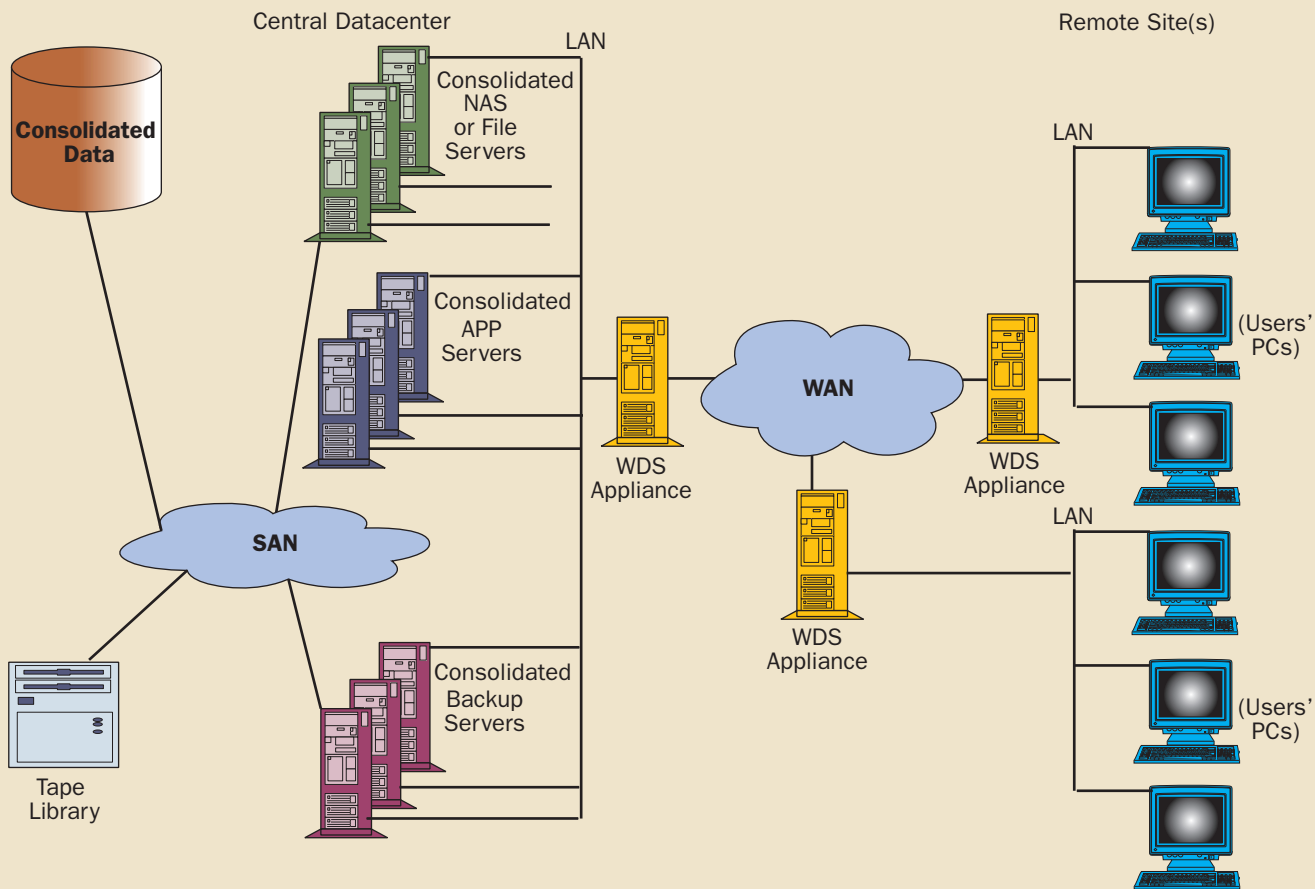 Central Datacenter
Remote Site(s)
LAN
Consolidated
Data
Consolidated
NAS
or File
Servers
LAN
Consolidated
APP
Servers
(Users'
PCs)
WAN
WDS
Appliance
WDS
Appliance
LAN
SAN
WDS
Appliance
Consolidated
Backup
Servers
(Users'
PCs)
Tape
Library